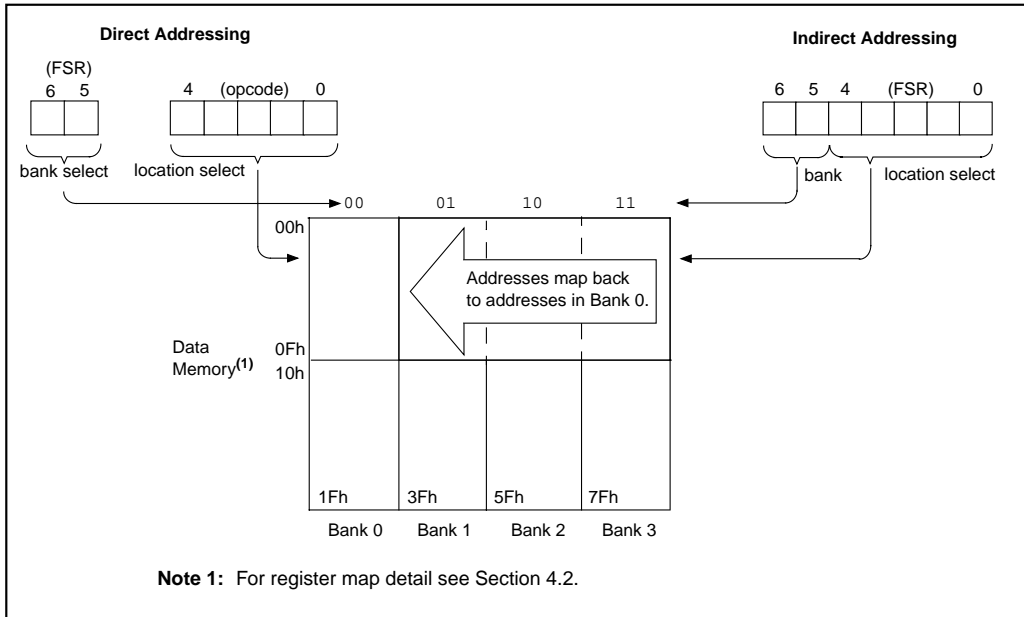 Direct Addressing
Indirect Addressing
(FSR)
6 5
4 (opcode) 0
6 5 4 (FSR) 0
bank select
location select
bank
location select
00 01 10 11
00h
Addresses map back
to addresses in Bank 0.
Data
Memory(1)
0Fh
10h
1Fh 3Fh 5Fh 7Fh
Bank 0 Bank 1 Bank 2 Bank 3
Note 1: For register map detail see Section 4.2.